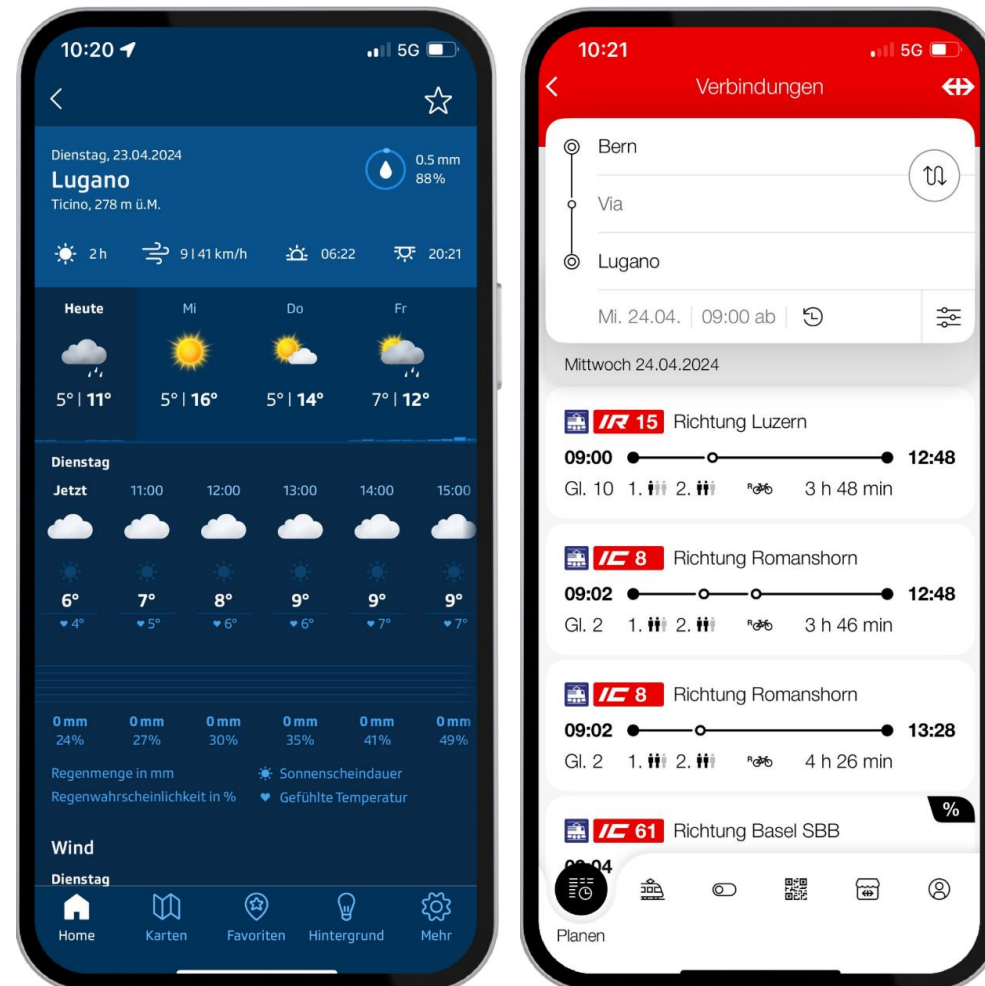 10:20
5G
Dienstag, 23.04.2024
0.5 mm
Lugano
88%
Ticino, 278 m ü.M.
2 h
9 | 41 km/h
06:22
20:21
Heute
Mi
Do
Fr
5° | 11°
5° | 16°
5° | 14°
7° | 12°
Dienstag
Jetzt
11:00
12:00
13:00
14:00
15:00
6°
7°
8°
9°
9°
9°
4°
5°
6°
6°
7°
7°
0 mm
0 mm
0 mm
0 mm
0 mm
0 mm
24%
27%
30%
35%
41%
49%
Regenmenge in mm
Sonnenscheindauer
Regenwahrscheinlichkeit in %
Gefühlte Temperatur
Wind
Dienstag
Home
Karten
Favoriten
Hintergrund
Mehr
10:21
5G
Verbindungen
Bern
Via
Lugano
Mi. 24.04. | 09:00 ab
Mittwoch 24.04.2024
IR 15 Richtung Luzern
09:00
12:48
Gl. 10 1. 2. R 3 h 48 min
IC 8 Richtung Romanshorn
09:02
12:48
Gl. 2 1. 2. R 3 h 46 min
IC 8 Richtung Romanshorn
09:02
13:28
Gl. 2 1. 2. R 4 h 26 min
%
IC 61 Richtung Basel SBB
Planen